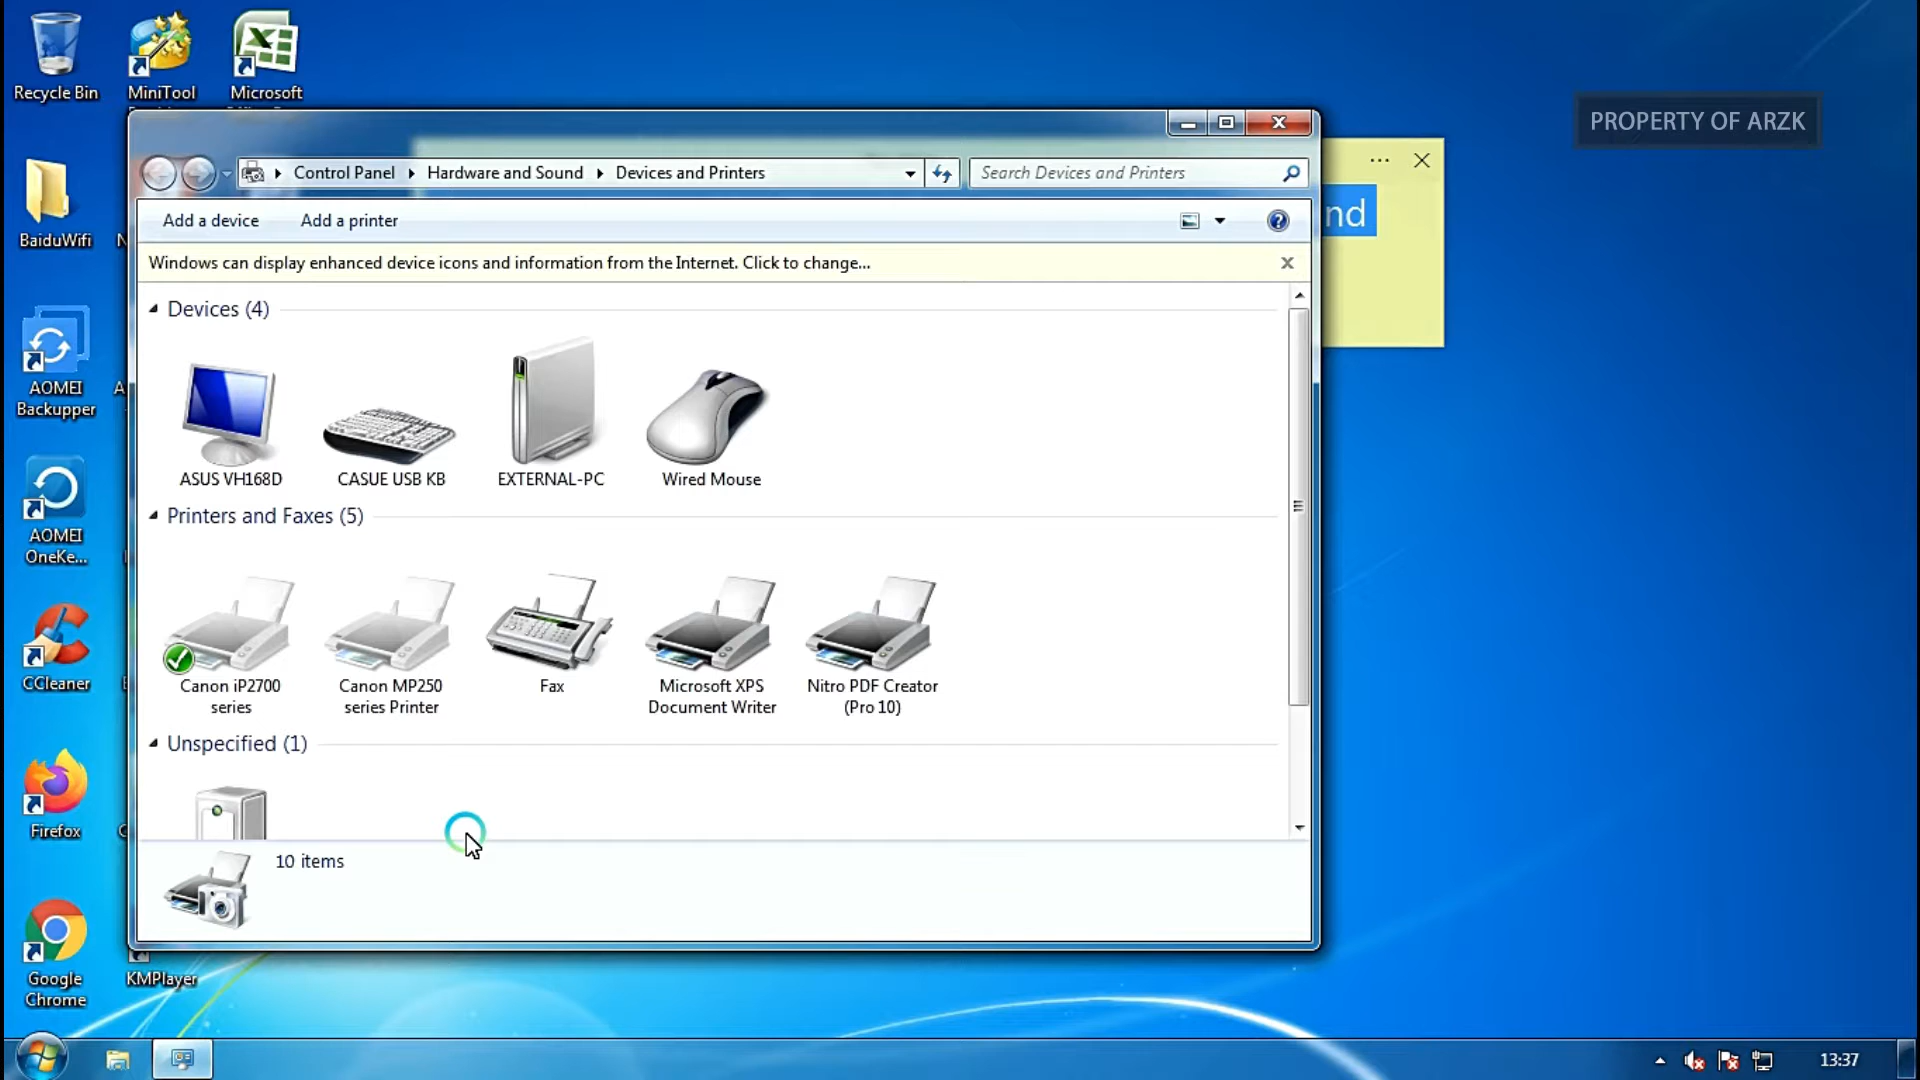 Recycle Bin
MiniTool
Microsoft
PROPERTY OF ARZK
Control Panel
Hardware and Sound
Devices and Printers
Search Devices and Printers
Add a device
Add a printer
nd
Windows can display enhanced device icons and information from the Internet. Click to change...
Devices (4)
ASUS VH168D
CASUE USB KB
EXTERNAL-PC
Wired Mouse
Printers and Faxes (5)
Canon iP2700
series
Canon MP250
series Printer
Fax
Microsoft XPS
Document Writer
Nitro PDF Creator
(Pro 10)
Unspecified (1)
10 items
BaiduWifi
N
AOMEI
Backupper
A
AOMEI
OneKe...
CCleaner
Firefox
Google
Chrome
KMPlayer
13:37